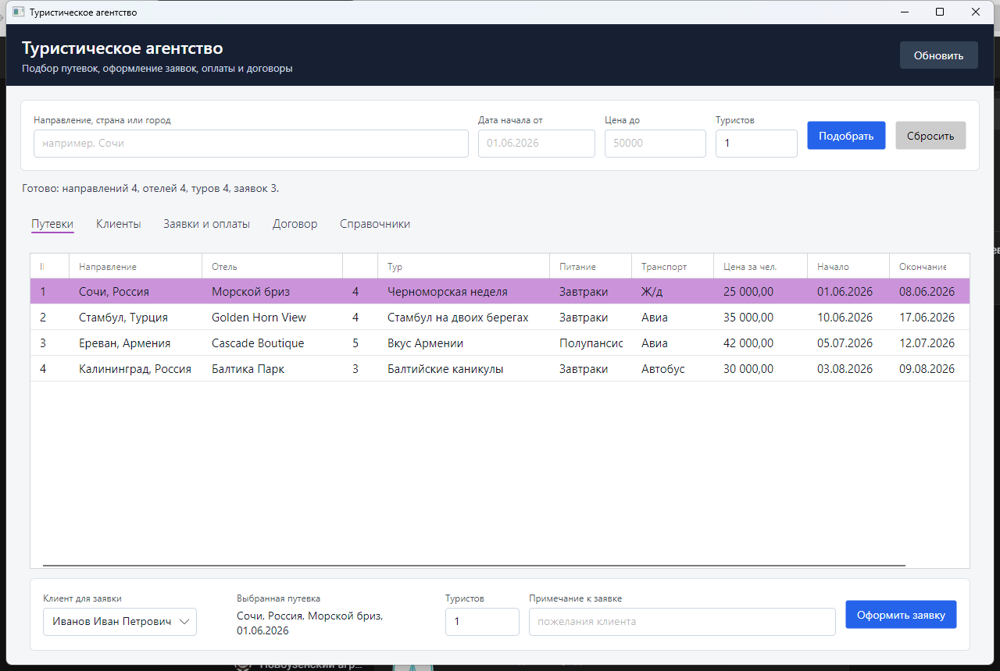 Туристическое агентство
Туристическое агентство
Подбор путевок, оформление заявок, оплаты и договоры
Обновить
Направление, страна или город
Дата начала от
Цена до
Туристов
например, Сочи
01.06.2026
50000
1
Подобрать
Сбросить
Готово: направлений 4, отелей 4, туров 4, заявок 3.
Путевки Клиенты Заявки и оплаты Договор Справочники
Направление Отель Тур Питание Транспорт Цена за чел. Начало Окончание
1 Сочи, Россия Морской бриз 4 Черноморская неделя Завтраки Ж/д 25 000,00 01.06.2026 08.06.2026
2 Стамбул, Турция Golden Horn View 4 Стамбул на двоих берегах Завтраки Авиа 35 000,00 10.06.2026 17.06.2026
3 Ереван, Армения Cascade Boutique 5 Вкус Армении Полупансис Авиа 42 000,00 05.07.2026 12.07.2026
4 Калининград, Россия Балтика Парк 3 Балтийские каникулы Завтраки Автобус 30 000,00 03.08.2026 09.08.2026
Клиент для заявки
Иванов Иван Петрович
Выбранная путевка
Сочи, Россия, Морской бриз,
01.06.2026
Туристов
1
Примечание к заявке
пожелания клиента
Оформить заявку